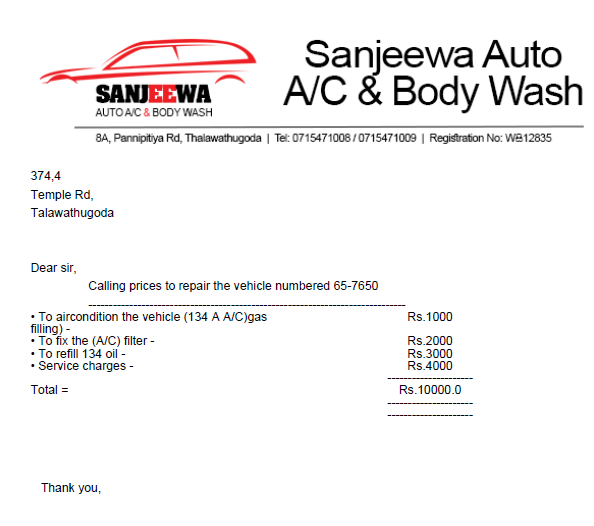 Sanjeewa Auto
A/C & Body Wash
SANJEEWA
AUTO A/C & BODY WASH
8A, Pannipitiya Rd, Thalawathugoda | Tel: 0715471008 / 0715471009 | Registration No: WB12835
374,4
Temple Rd,
Talawathugoda
Dear sir,
Calling prices to repair the vehicle numbered 65-7650
--------------------------------------------------------------------------------
• To aircondition the vehicle (134 A A/C)gas Rs.1000
filling) -
• To fix the (A/C) filter - Rs.2000
• To refill 134 oil - Rs.3000
• Service charges - Rs.4000
---------------------
Total = Rs.10000.0
---------------------
---------------------
Thank you,